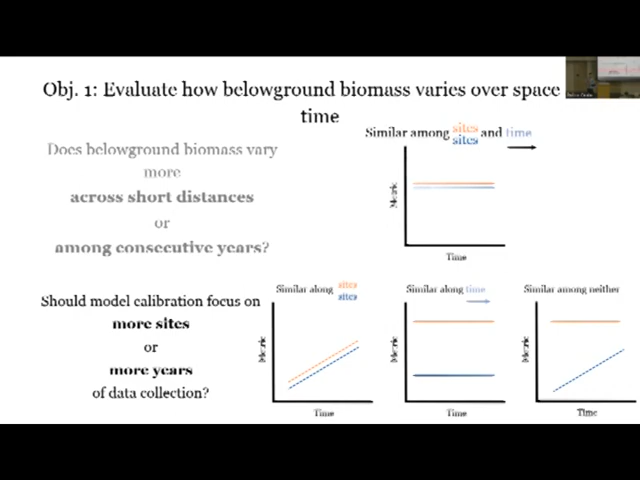 Obj. 1: Evaluate how belowground biomass varies over space
time
Does belowground biomass vary
more
across short distances
or
among consecutive years?
Should model calibration focus on
more sites
or
more years
of data collection?
Similar among sites and time
sites
Metric
Time
Similar along sites
sites
Metric
Time
Similar along time
Metric
Time
Similar among neither
Metric
Time